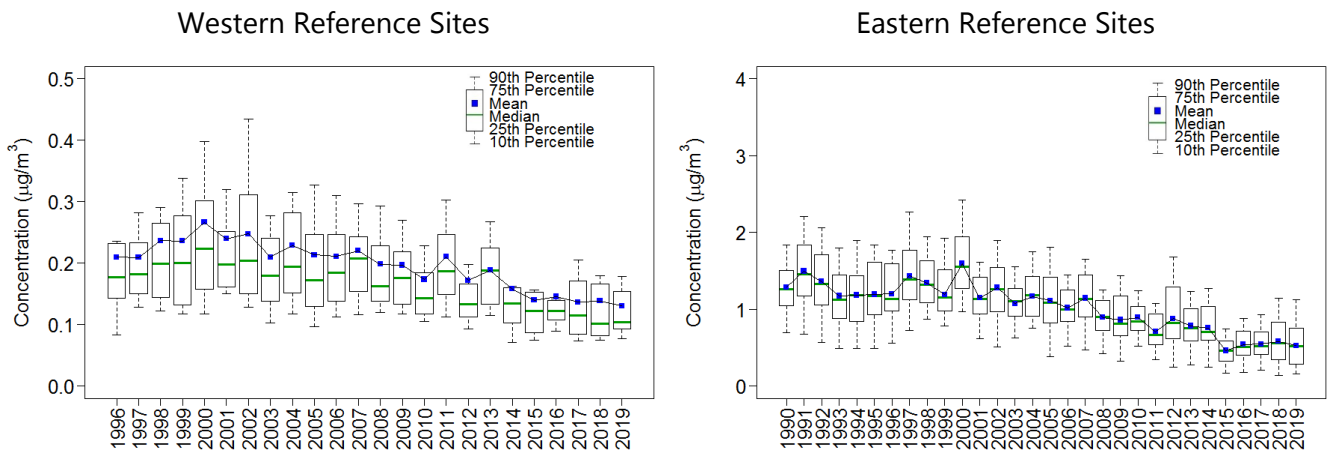 Western Reference Sites
0.5
0.4
0.3
0.2
0.1
0.0
Concentration (µg/m³)
90th Percentile
75th Percentile
Mean
Median
25th Percentile
10th Percentile
1996 1997 1998 1999 2000 2001 2002 2003 2004 2005 2006 2007 2008 2009 2010 2011 2012 2013 2014 2015 2016 2017 2018 2019
Eastern Reference Sites
4
3
2
1
0
Concentration (µg/m³)
90th Percentile
75th Percentile
Mean
Median
25th Percentile
10th Percentile
1990 1991 1992 1993 1994 1995 1996 1997 1998 1999 2000 2001 2002 2003 2004 2005 2006 2007 2008 2009 2010 2011 2012 2013 2014 2015 2016 2017 2018 2019